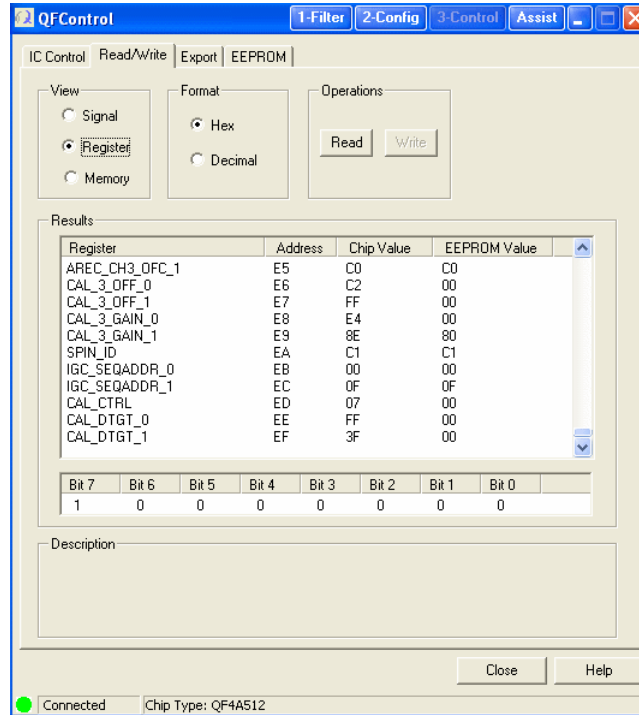 QFControl 1-Filter 2-Config 3-Control Assist
IC Control Read/Write Export EEPROM
View Format Operations
Signal
Hex
Register Read Write
Decimal
Memory
Results
Register Address Chip Value EEPROM Value
AREC_CH3_OFC_1 E5 C0 C0
CAL_3_OFF_0 E6 C2 00
CAL_3_OFF_1 E7 FF 00
CAL_3_GAIN_0 E8 E4 00
CAL_3_GAIN_1 E9 8E 80
SPIN_ID EA C1 C1
IGC_SEQADDR_0 EB 00 00
IGC_SEQADDR_1 EC 0F 0F
CAL_CTRL ED 07 00
CAL_DTGT_0 EE FF 00
CAL_DTGT_1 EF 3F 00
Bit 7 Bit 6 Bit 5 Bit 4 Bit 3 Bit 2 Bit 1 Bit 0
1 0 0 0 0 0 0 0
Description
Close Help
Connected Chip Type: QF4A512